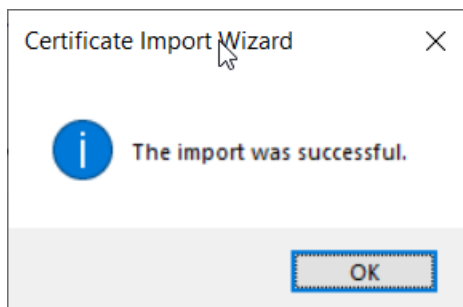 Certificate Import Wizard
The import was successful.
OK